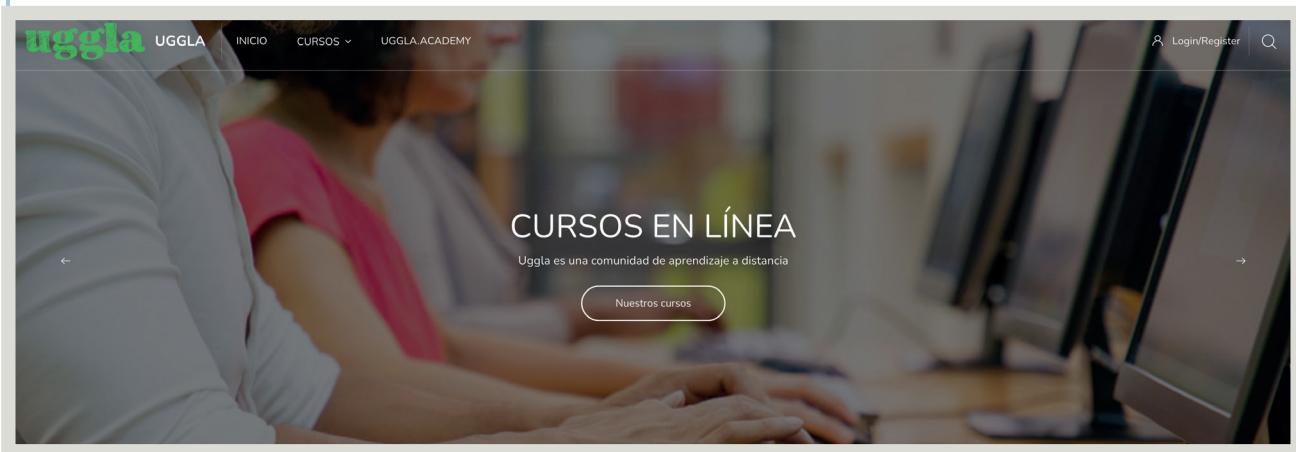 uggla UGGLA INICIO CURSOS UGGLA.ACADEMY Login/Register
CURSOS EN LÍNEA
Uggla es una comunidad de aprendizaje a distancia
Nuestros cursos